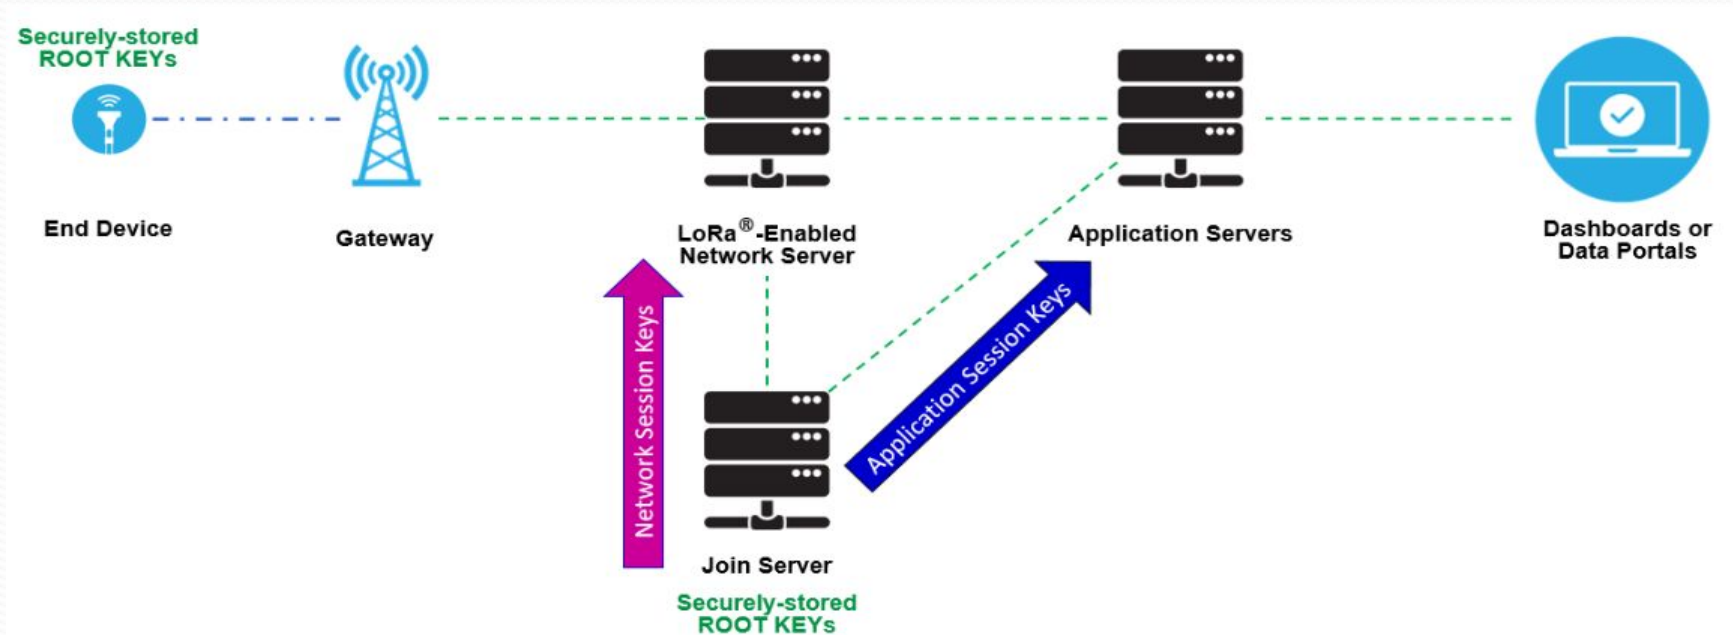 Securely-stored
ROOT KEYs
End Device
Gateway
LoRa®-Enabled
Network Server
Application Servers
Dashboards or
Data Portals
Network Session Keys
Application Session Keys
Join Server
Securely-stored
ROOT KEYs